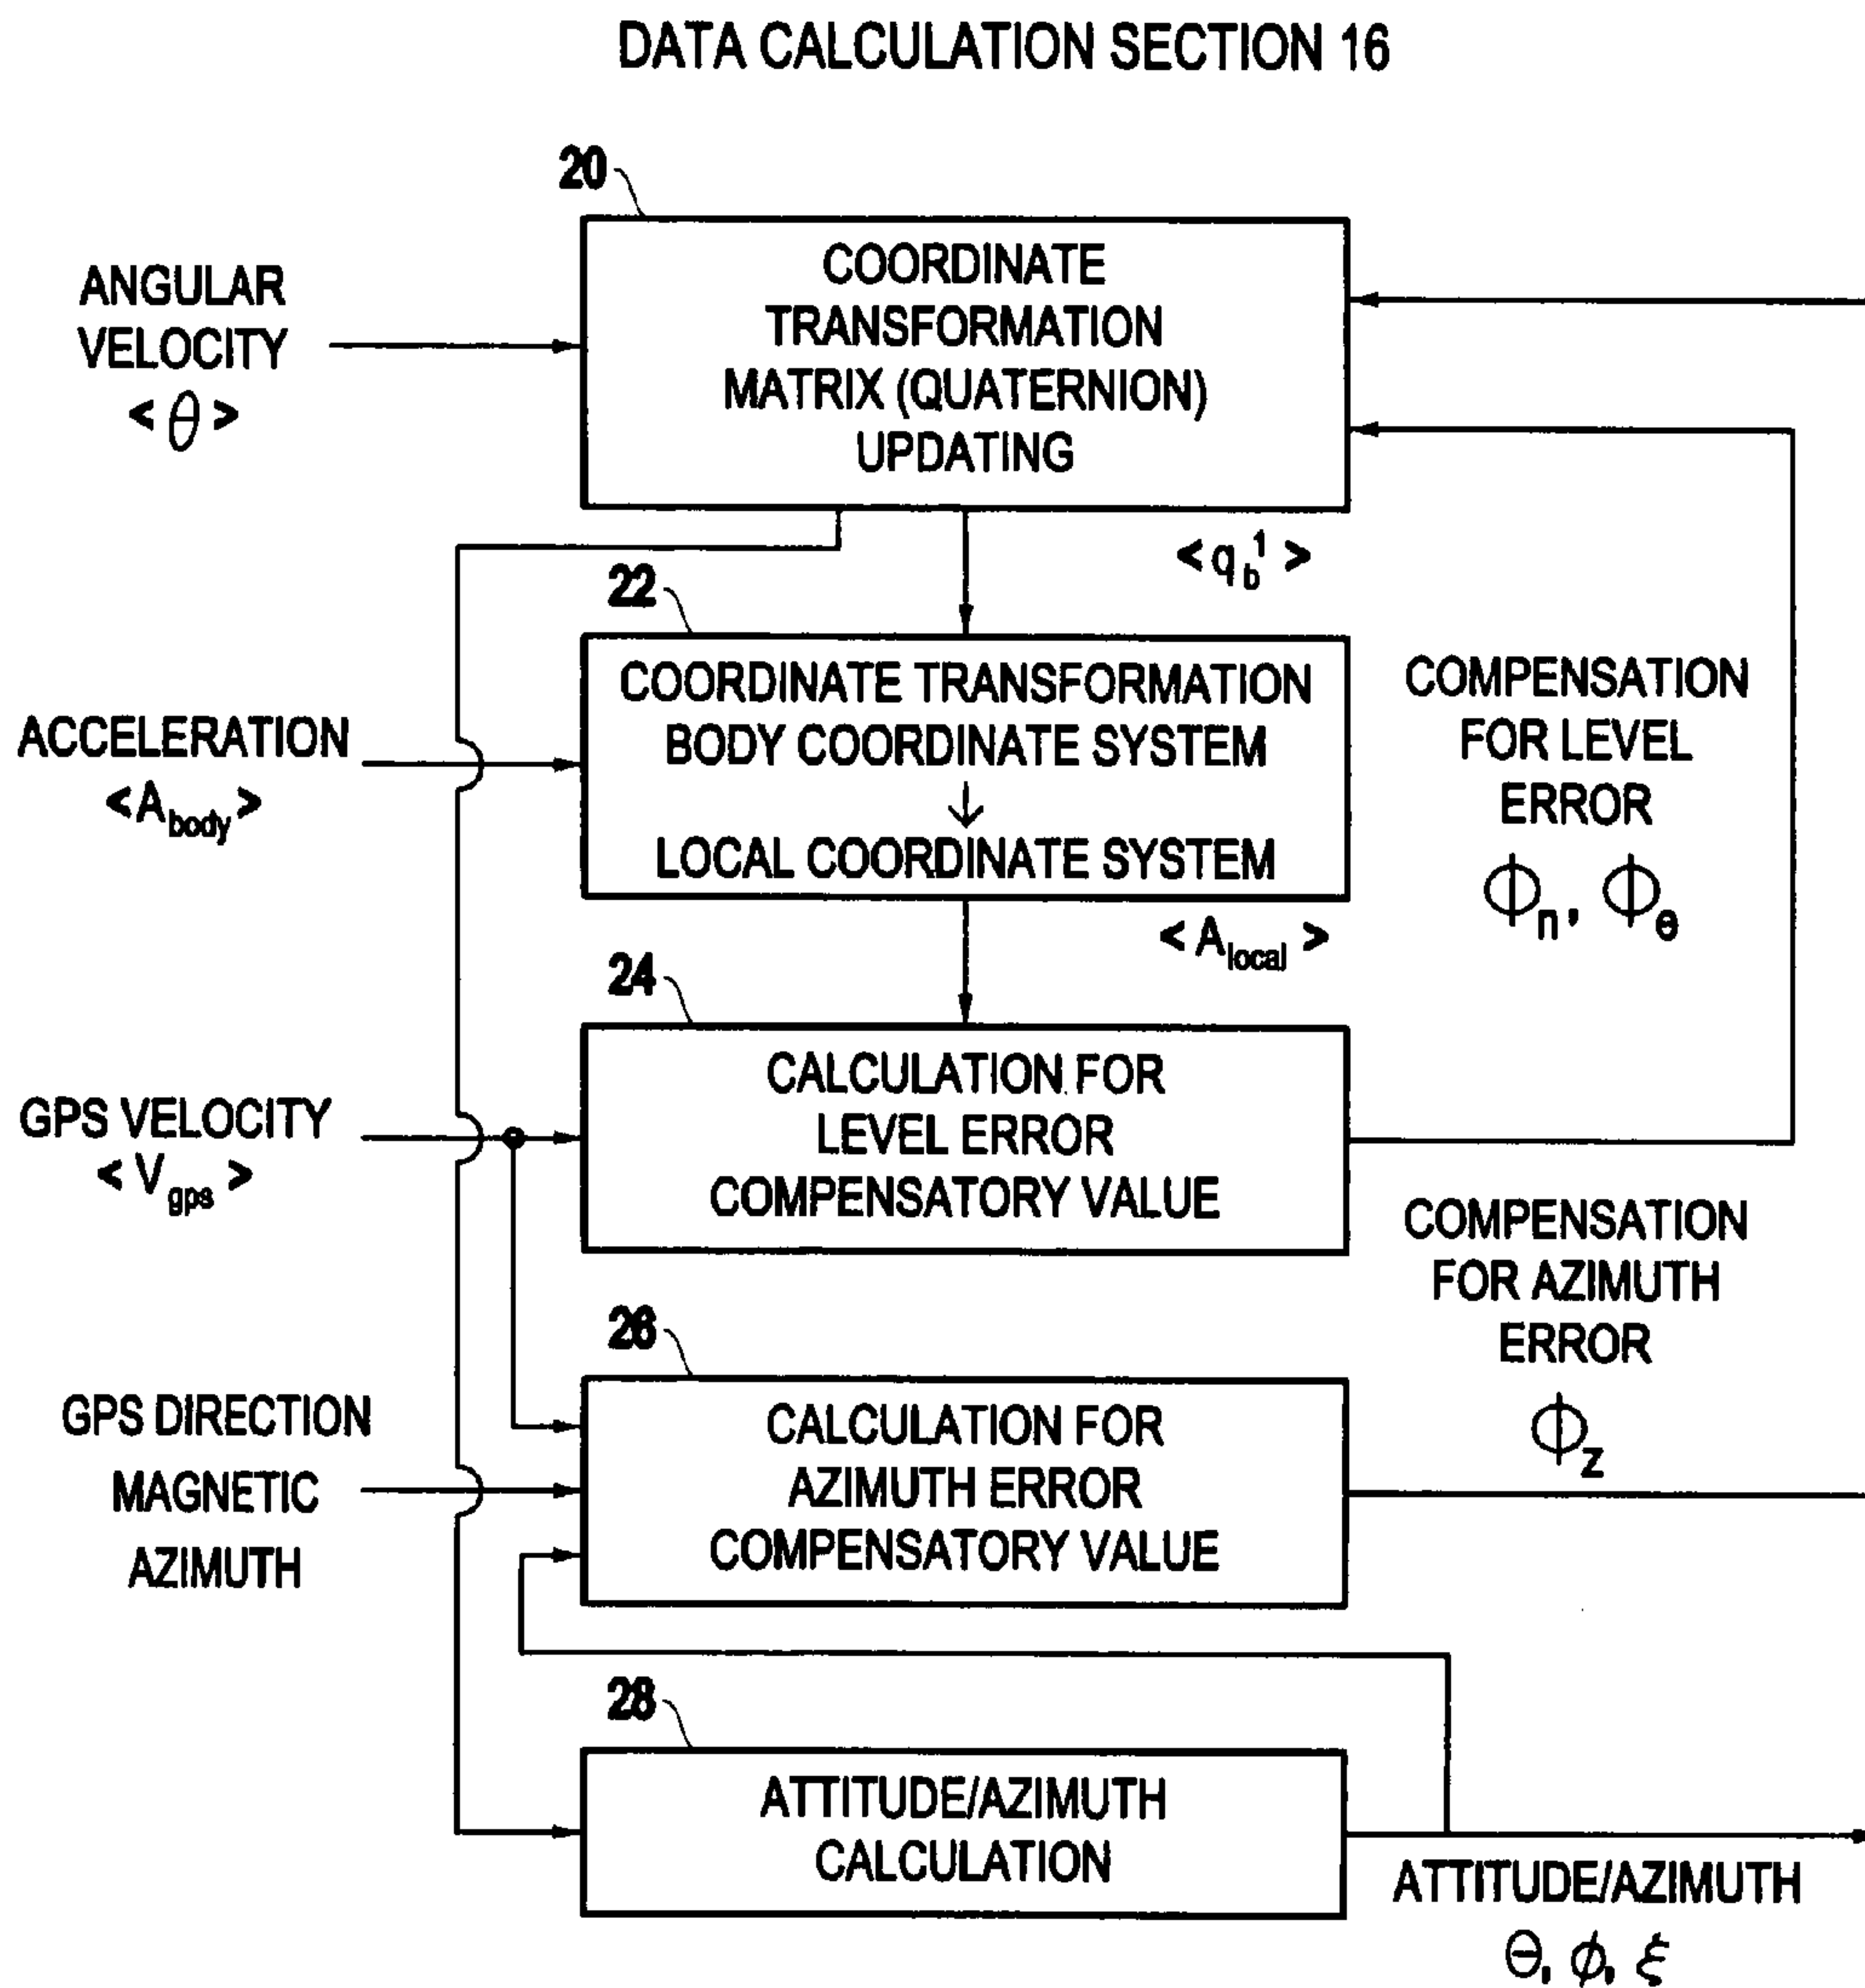 DATA CALCULATION SECTION 16
20
COORDINATE
TRANSFORMATION
MATRIX (QUATERNION)
UPDATING
ANGULAR
VELOCITY
< θ >
< q_b^1 >
22
COORDINATE TRANSFORMATION
BODY COORDINATE SYSTEM
↓
LOCAL COORDINATE SYSTEM
ACCELERATION
< A_body >
COMPENSATION
FOR LEVEL
ERROR
Φ_n, Φ_e
< A_local >
24
CALCULATION FOR
LEVEL ERROR
COMPENSATORY VALUE
GPS VELOCITY
< V_gps >
COMPENSATION
FOR AZIMUTH
ERROR
Φ_z
26
CALCULATION FOR
AZIMUTH ERROR
COMPENSATORY VALUE
GPS DIRECTION
MAGNETIC
AZIMUTH
28
ATTITUDE/AZIMUTH
CALCULATION
ATTITUDE/AZIMUTH
Θ, ϕ, ξ